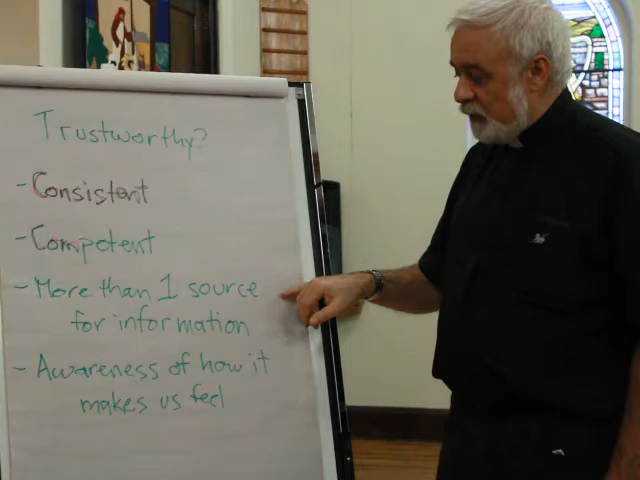 Trustworthy?
- Consistent
- Competent
- More than 1 source
for information
- Awareness of how it
makes us feel